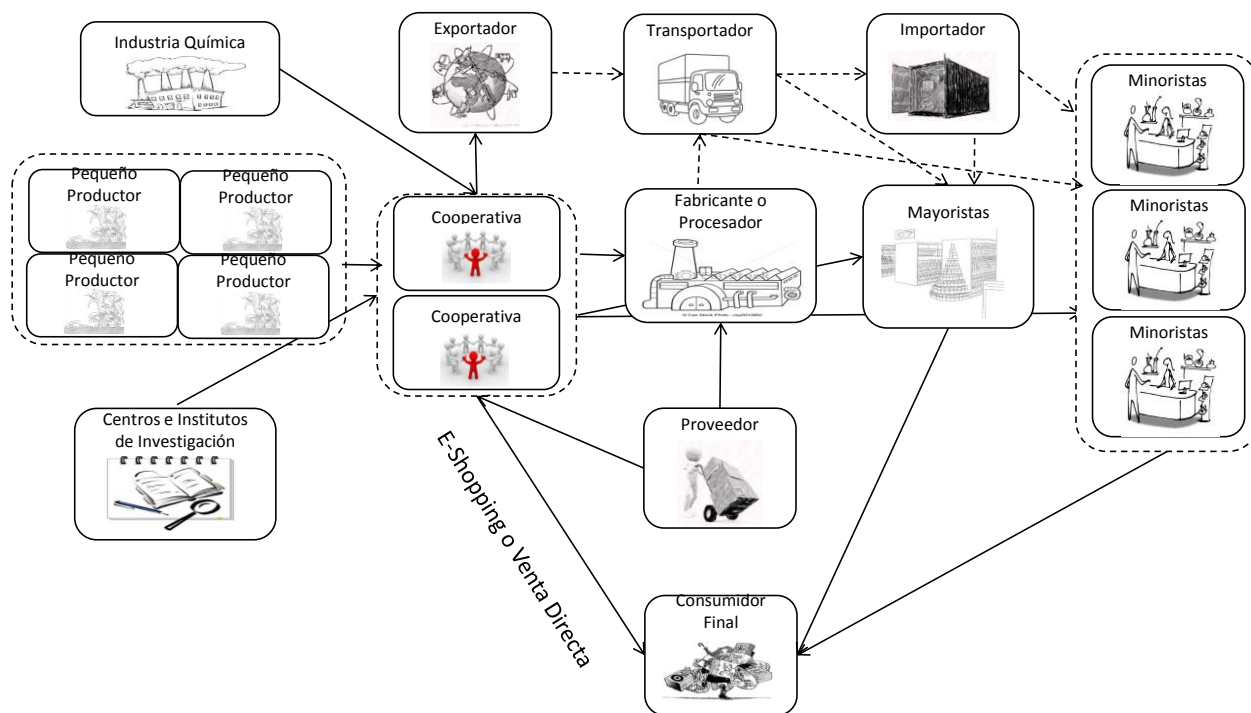 Industria Química
Exportador
Transportador
Importador
Minoristas
Pequeño
Productor
Pequeño
Productor
Pequeño
Productor
Pequeño
Productor
Cooperativa
Cooperativa
Fabricante o
Procesador
Mayoristas
Minoristas
Minoristas
Centros e Institutos
de Investigación
Proveedor
E-Shopping o Venta Directa
Consumidor
Final